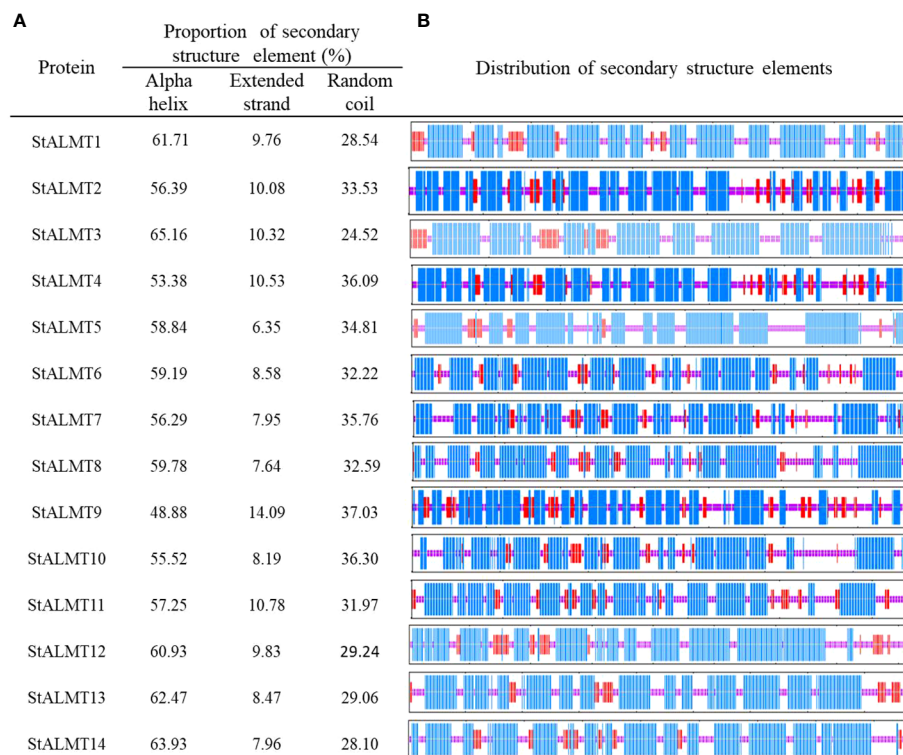 A
B
Proportion of secondary
structure element (%)
Protein
Distribution of secondary structure elements
Alpha helix Extended strand Random coil
StALMT1 61.71 9.76 28.54
StALMT2 56.39 10.08 33.53
StALMT3 65.16 10.32 24.52
StALMT4 53.38 10.53 36.09
StALMT5 58.84 6.35 34.81
StALMT6 59.19 8.58 32.22
StALMT7 56.29 7.95 35.76
StALMT8 59.78 7.64 32.59
StALMT9 48.88 14.09 37.03
StALMT10 55.52 8.19 36.30
StALMT11 57.25 10.78 31.97
StALMT12 60.93 9.83 29.24
StALMT13 62.47 8.47 29.06
StALMT14 63.93 7.96 28.10